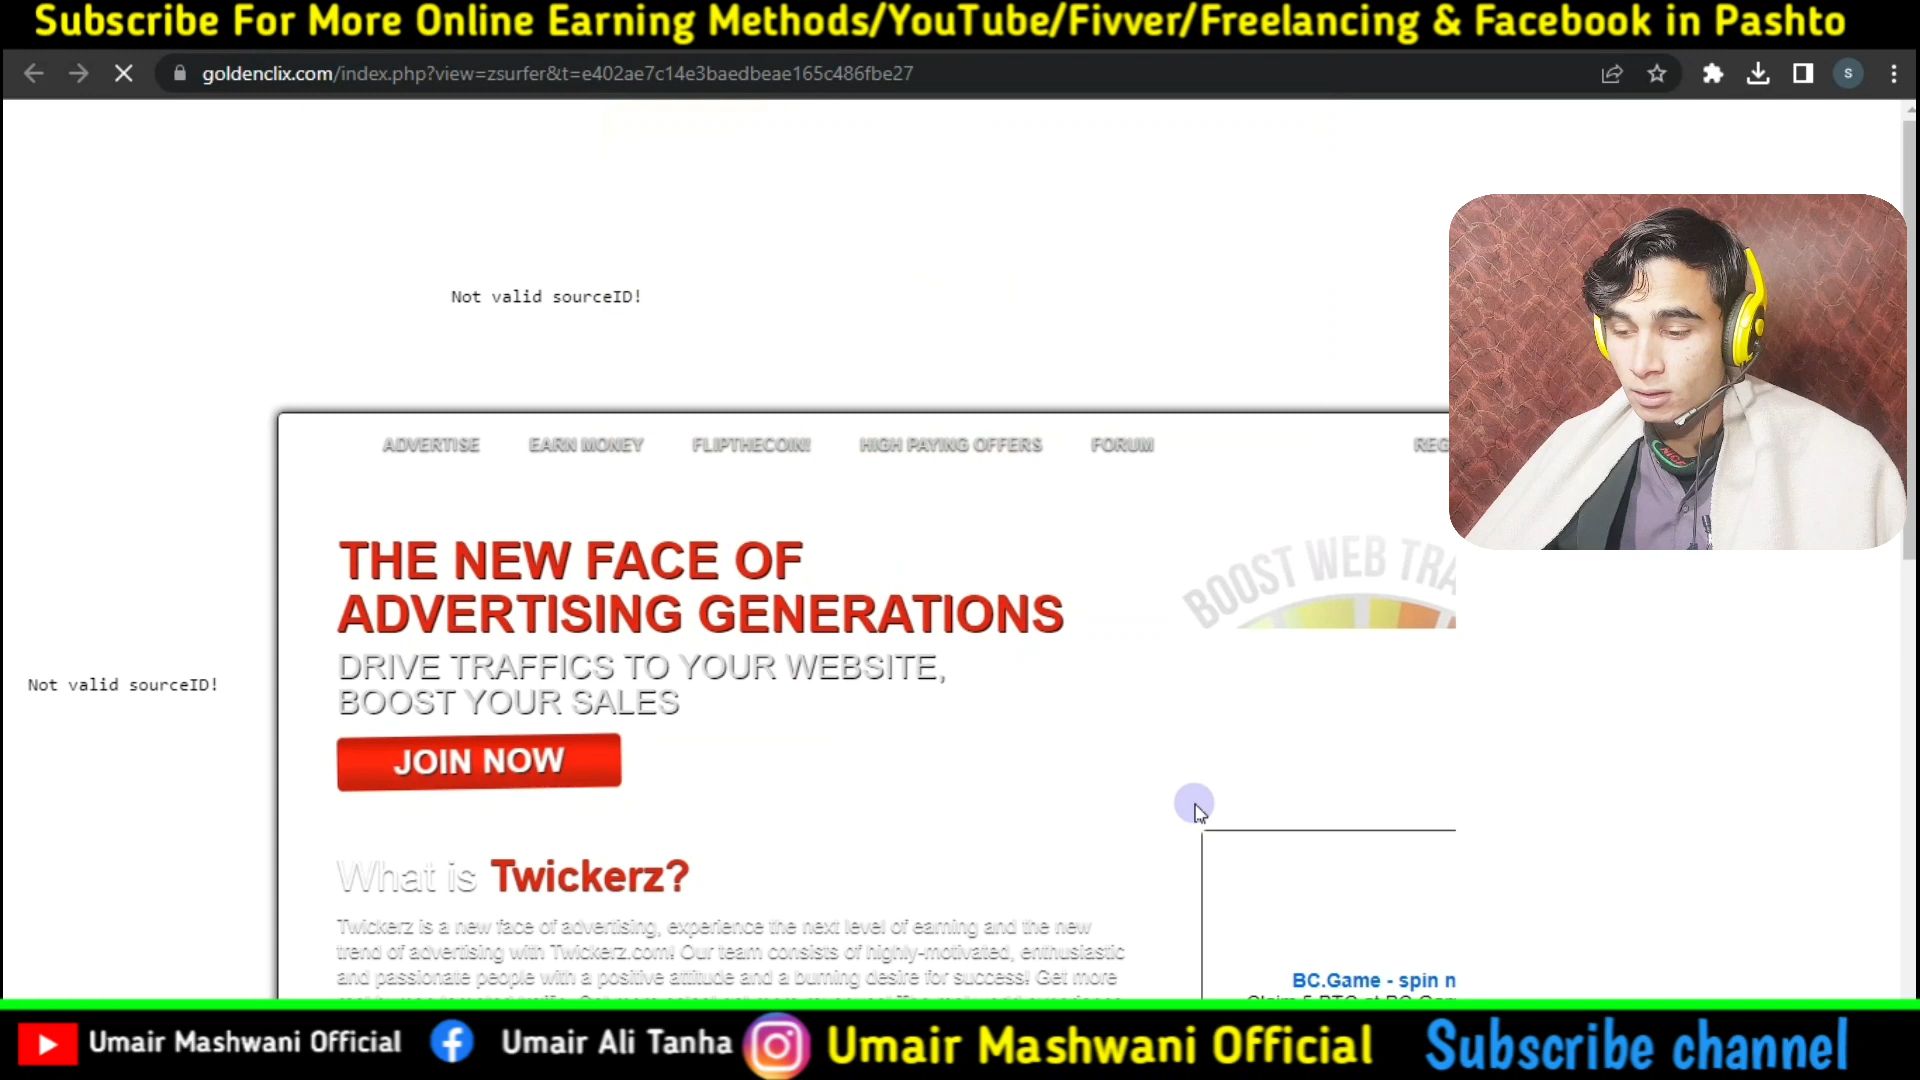 Subscribe For More Online Earning Methods/YouTube/Fivver/Freelancing & Facebook in Pashto
goldenclix.com/index.php?view=zsurfer&t=e402ae7c14e3baedbeae165c486fbe27
S
Not valid sourceID!
ADVERTISE EARN MONEY FLIPTHECOIN! HIGH PAYING OFFERS FORUM REG
THE NEW FACE OF
ADVERTISING GENERATIONS
BOOST WEB TRA
DRIVE TRAFFICS TO YOUR WEBSITE,
BOOST YOUR SALES
Not valid sourceID!
JOIN NOW
What is Twickerz?
Twickerz is a new face of advertising, experience the next level of earning and the new
trend of advertising with Twickerz.com! Our team consists of highly-motivated, enthusiastic
and passionate people with a positive attitude and a burning desire for success! Get more
BC.Game - spin n
Umair Mashwani Official Umair Ali Tanha Umair Mashwani Official Subscribe channel